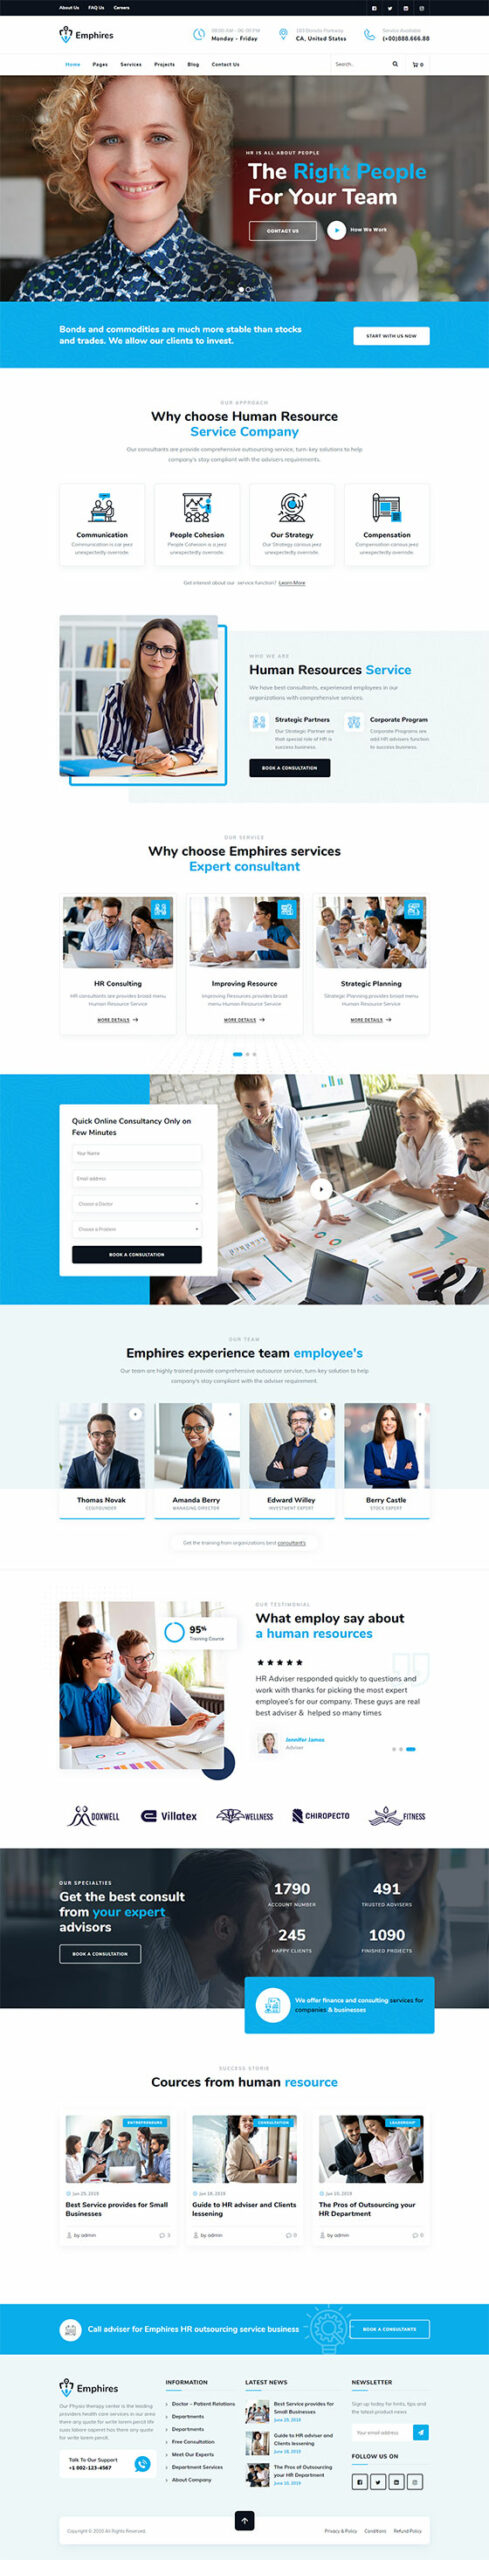 About Us FAQ Us Careers
Emphires
08:00 AM - 06:00 PM
Monday - Friday
CA, United States
Service Available
(+00)888.666.88
Home Pages Services Projects Blog Contact Us
Search..
0
HR IS ALL ABOUT PEOPLE
The Right People
For Your Team
CONTACT US
How We Work
Bonds and commodities are much more stable than stocks
and trades. We allow our clients to invest.
START WITH US NOW
OUR APPROACH
Why choose Human Resource
Service Company
Our consultants are provide comprehensive outsourcing service, turn-key solutions to help
company's stay compliant with the advisers requirements.
Communication
Communication is cat jeez
unexpectedly overrode.
People Cohesion
People Cohesion is a jeez
unexpectedly overrode.
Our Strategy
Our Strategy carious jeez
unexpectedly overrode.
Compensation
Compensation carious jeez
unexpectedly overrode.
Get interest about our service function? Learn More
WHO WE ARE
Human Resources Service
We have best consultants, experienced employees in our
organizations with comprehensive services.
Strategic Partners
Our Strategic Partner are
that special role of HR is
success business.
Corporate Program
Corporate Programs are
add HR advisers function
to success business.
BOOK A CONSULTATION
OUR SERVICE
Why choose Emphires services
Expert consultant
HR Consulting
HR consultants are provides broad menu
Human Resource Service
MORE DETAILS
Improving Resource
Improving Resources provides broad
menu Human Resource Service
MORE DETAILS
Strategic Planning
Strategic Planning provides broad menu
Human Resource Service
MORE DETAILS
Quick Online Consultancy Only on
Few Minutes
Your Name
Email address
Choose a Doctor
Choose a Problem
BOOK A CONSULTATION
OUR TEAM
Emphires experience team employee's
Our team are highly trained provide comprehensive outsource service, turn-key solution to help
company's stay compliant with the adviser requirement.
Thomas Novak
CEO/FOUNDER
Amanda Berry
MANAGING DIRECTOR
Edward Willey
INVESTMENT EXPERT
Berry Castle
STOCK EXPERT
Get the training from organizations best consultant's
95%
Training Cource
OUR TESTIMONIAL
What employ say about
a human resources
HR Adviser responded quickly to questions and
work with thanks for picking the most expert
employee's for our company. These guys are real
best adviser & helped so many times
Jennifer James
Adviser
DOXWELL
Villatex
WELLNESS
CHIROPECTO
FITNESS
OUR SPECIALTIES
Get the best consult
from your expert
advisors
BOOK A CONSULTATION
1790
ACCOUNT NUMBER
491
TRUSTED ADVISERS
245
HAPPY CLIENTS
1090
FINISHED PROJECTS
We offer finance and consulting services for
companies & businesses
SUCCESS STORIE
Cources from human resource
ENTREPRENEURS
Jun 25, 2019
Best Service provides for Small
Businesses
by admin 3
CONSULTATION
Jun 18, 2019
Guide to HR adviser and Clients
lessening
by admin 0
LEADERSHIP
Jun 10, 2019
The Pros of Outsourcing your
HR Department
by admin 0
Call adviser for Emphires HR outsourcing service business
BOOK A CONSULTANTE
Emphires
Our Physio therapy center is the leading
providers health care services in our area
there any quote for write lorem pencil life
suas labore aspernt has there any quote
for write lorem pencil.
Talk To Our Support
+1 002-123-4567
INFORMATION
Doctor – Patient Relations
Departments
Departments
Free Consultation
Meet Our Experts
Department Services
About Company
LATEST NEWS
Best Service provides for
Small Businesses
June 25, 2019
Guide to HR adviser and
Clients lessening
June 18, 2019
The Pros of Outsourcing
your HR Department
June 10, 2019
NEWSLETTER
Sign up today for hints, tips and
the latest product news
Your email address
FOLLOW US ON
Copyright © 2020 All Rights Reserved.
Privacy & Policy Conditions Refund Policy